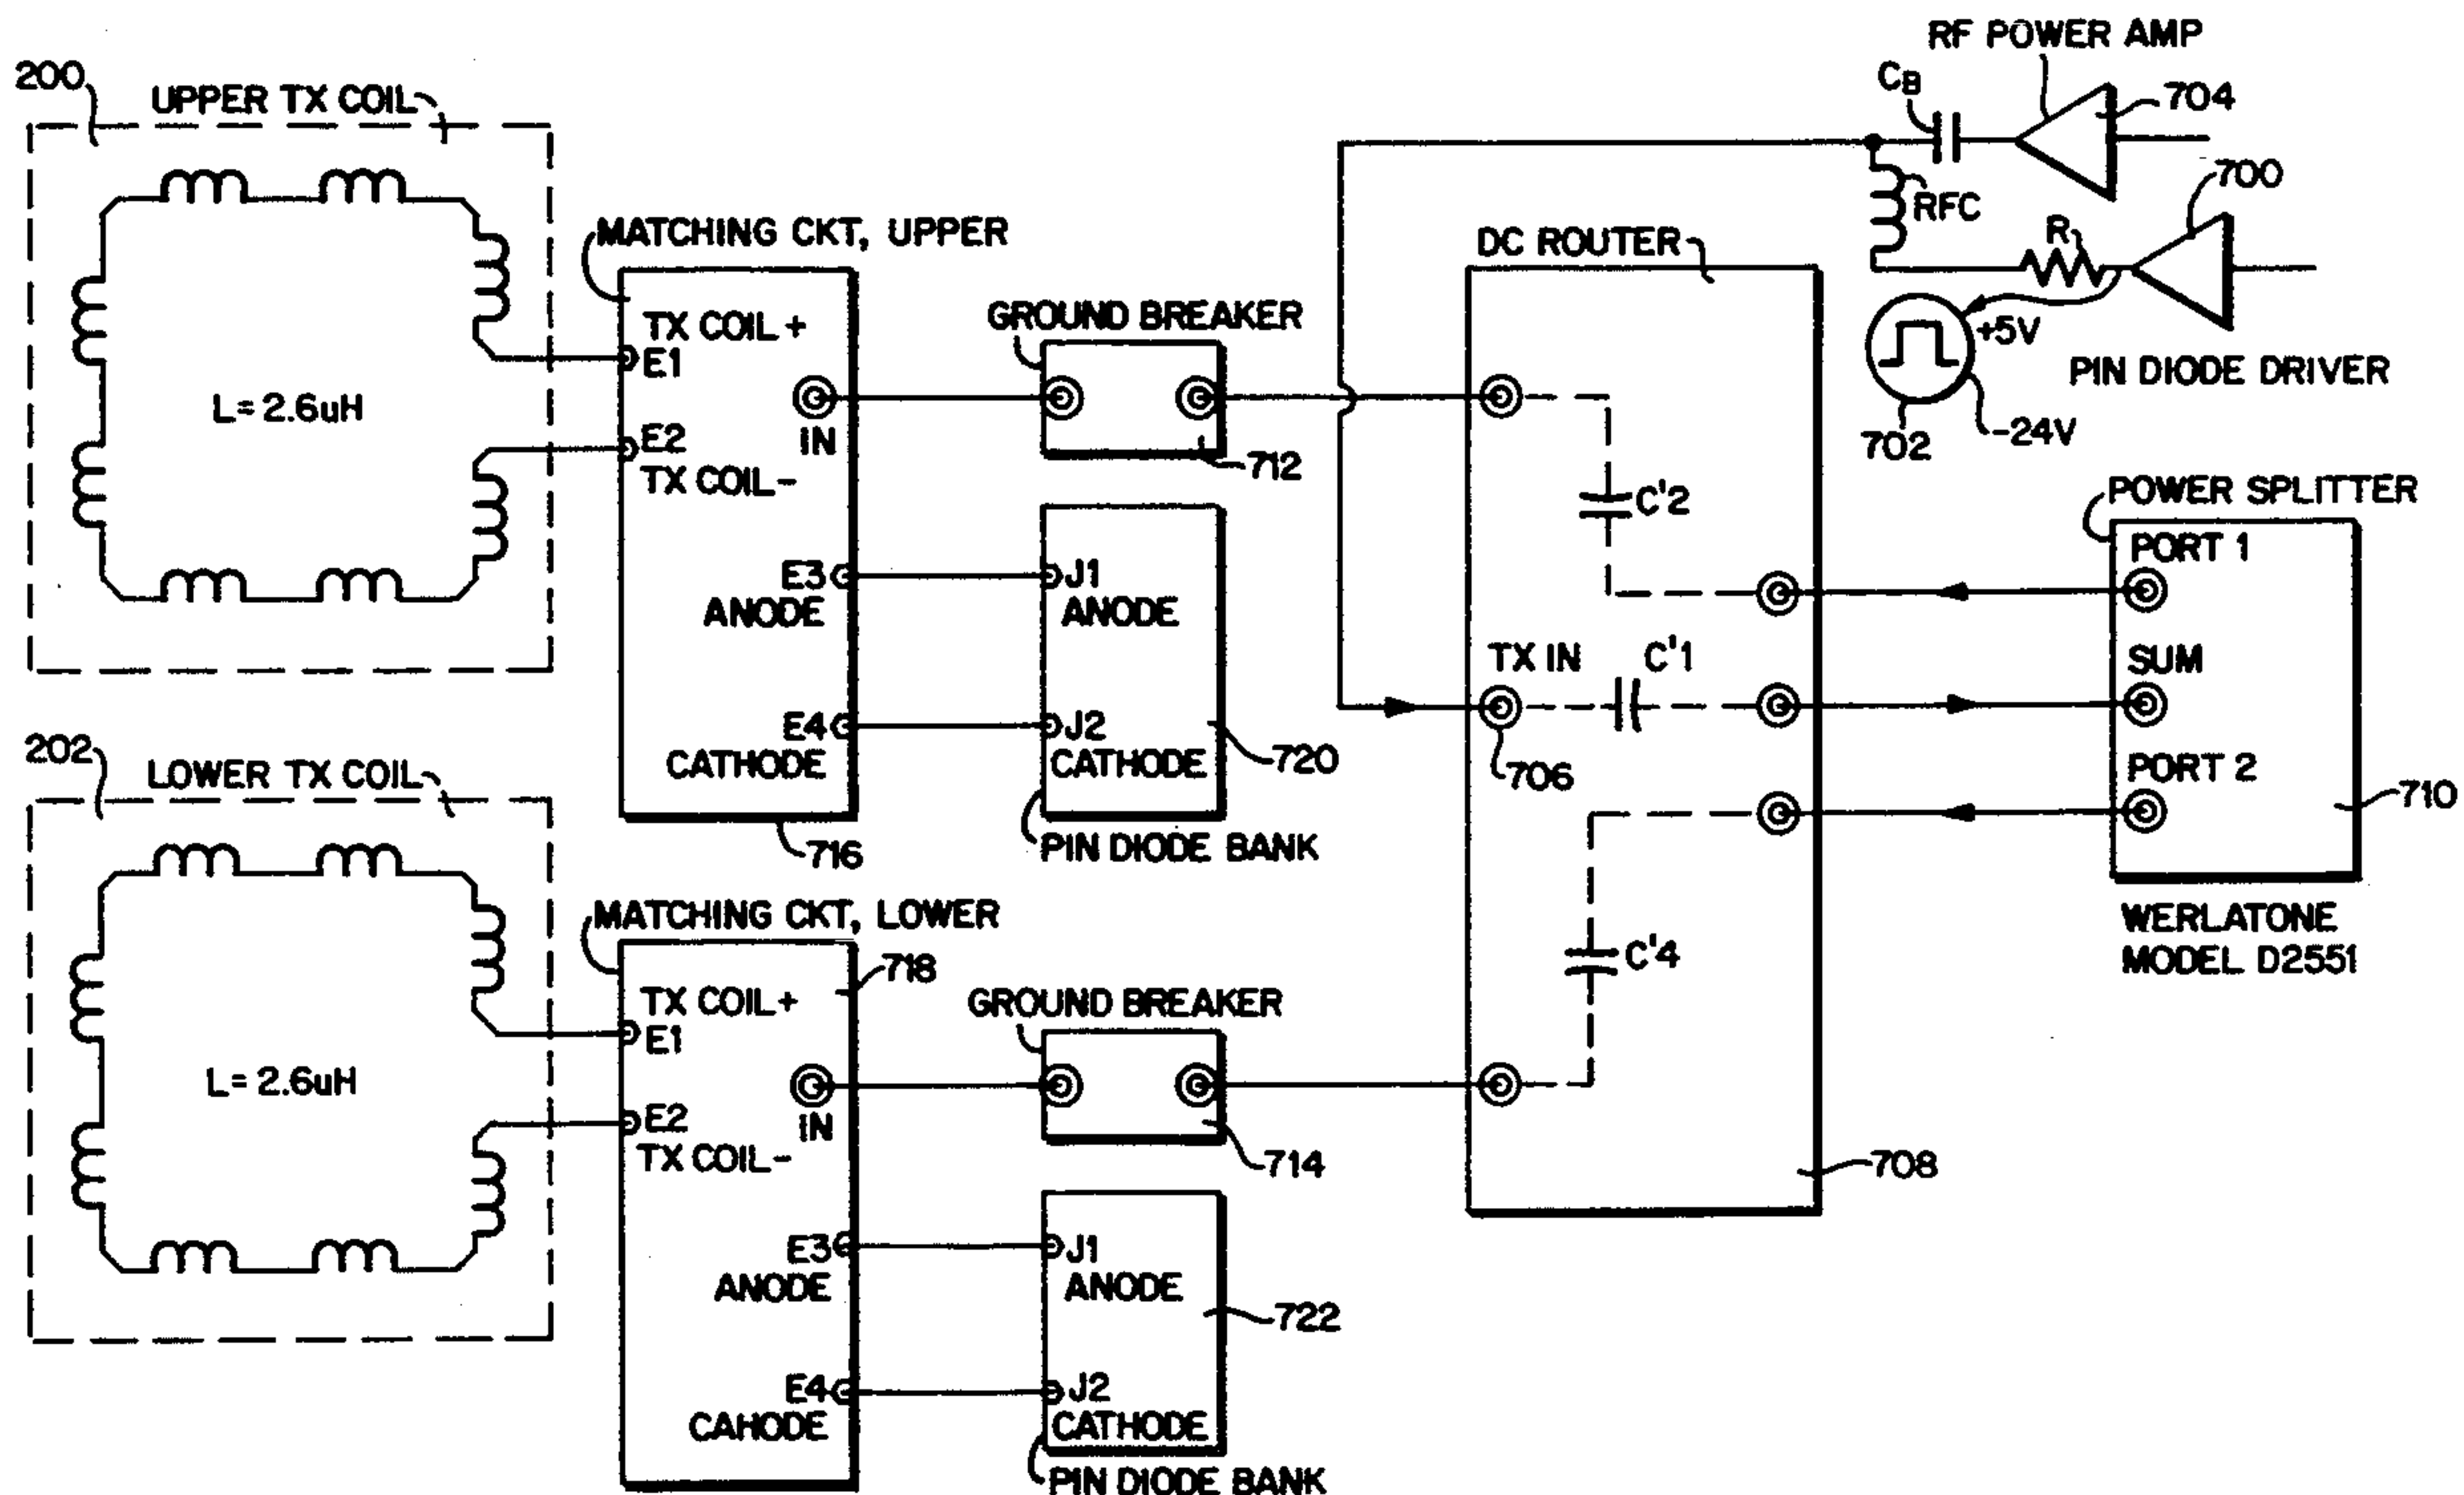 RF POWER AMP
CB
704
200
UPPER TX COIL
700
RFC
R
MATCHING CKT, UPPER
DC ROUTER
+5V
TX COIL+
E1
GROUND BREAKER
PIN DIODE DRIVER
L=2.6uH
IN
E2
TX COIL-
712
702
-24V
C'2
POWER SPLITTER
PORT 1
E3
ANODE
J1
ANODE
TX IN
C'1
SUM
E4
CATHODE
J2
CATHODE
720
706
PORT 2
710
202
LOWER TX COIL
716
PIN DIODE BANK
MATCHING CKT, LOWER
718
WERLATONE
MODEL D2551
C'4
TX COIL+
E1
GROUND BREAKER
L=2.6uH
IN
E2
TX COIL-
714
708
E3
ANODE
J1
ANODE
722
E4
CAHODE
J2
CATHODE
PIN DIODE BANK